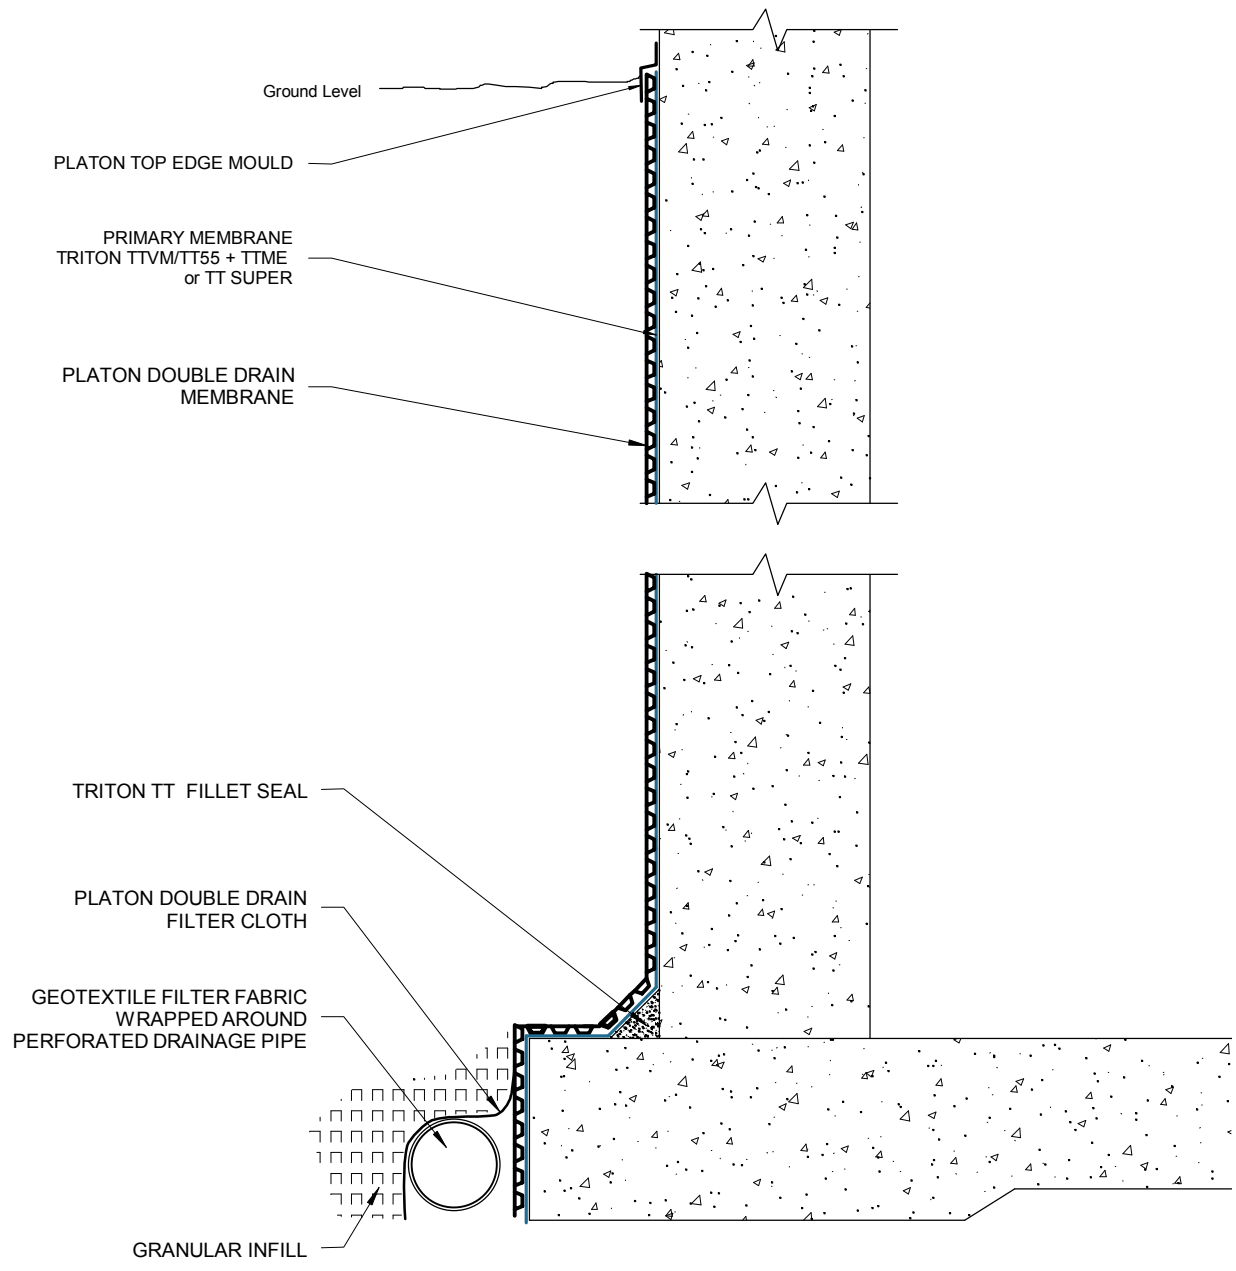 Ground Level
PLATON TOP EDGE MOULD
PRIMARY MEMBRANE
TRITON TTVM/TT55 + TTME
or TT SUPER
PLATON DOUBLE DRAIN
MEMBRANE
TRITON TT FILLET SEAL
PLATON DOUBLE DRAIN
FILTER CLOTH
GEOTEXTILE FILTER FABRIC
WRAPPED AROUND
PERFORATED DRAINAGE PIPE
GRANULAR INFILL